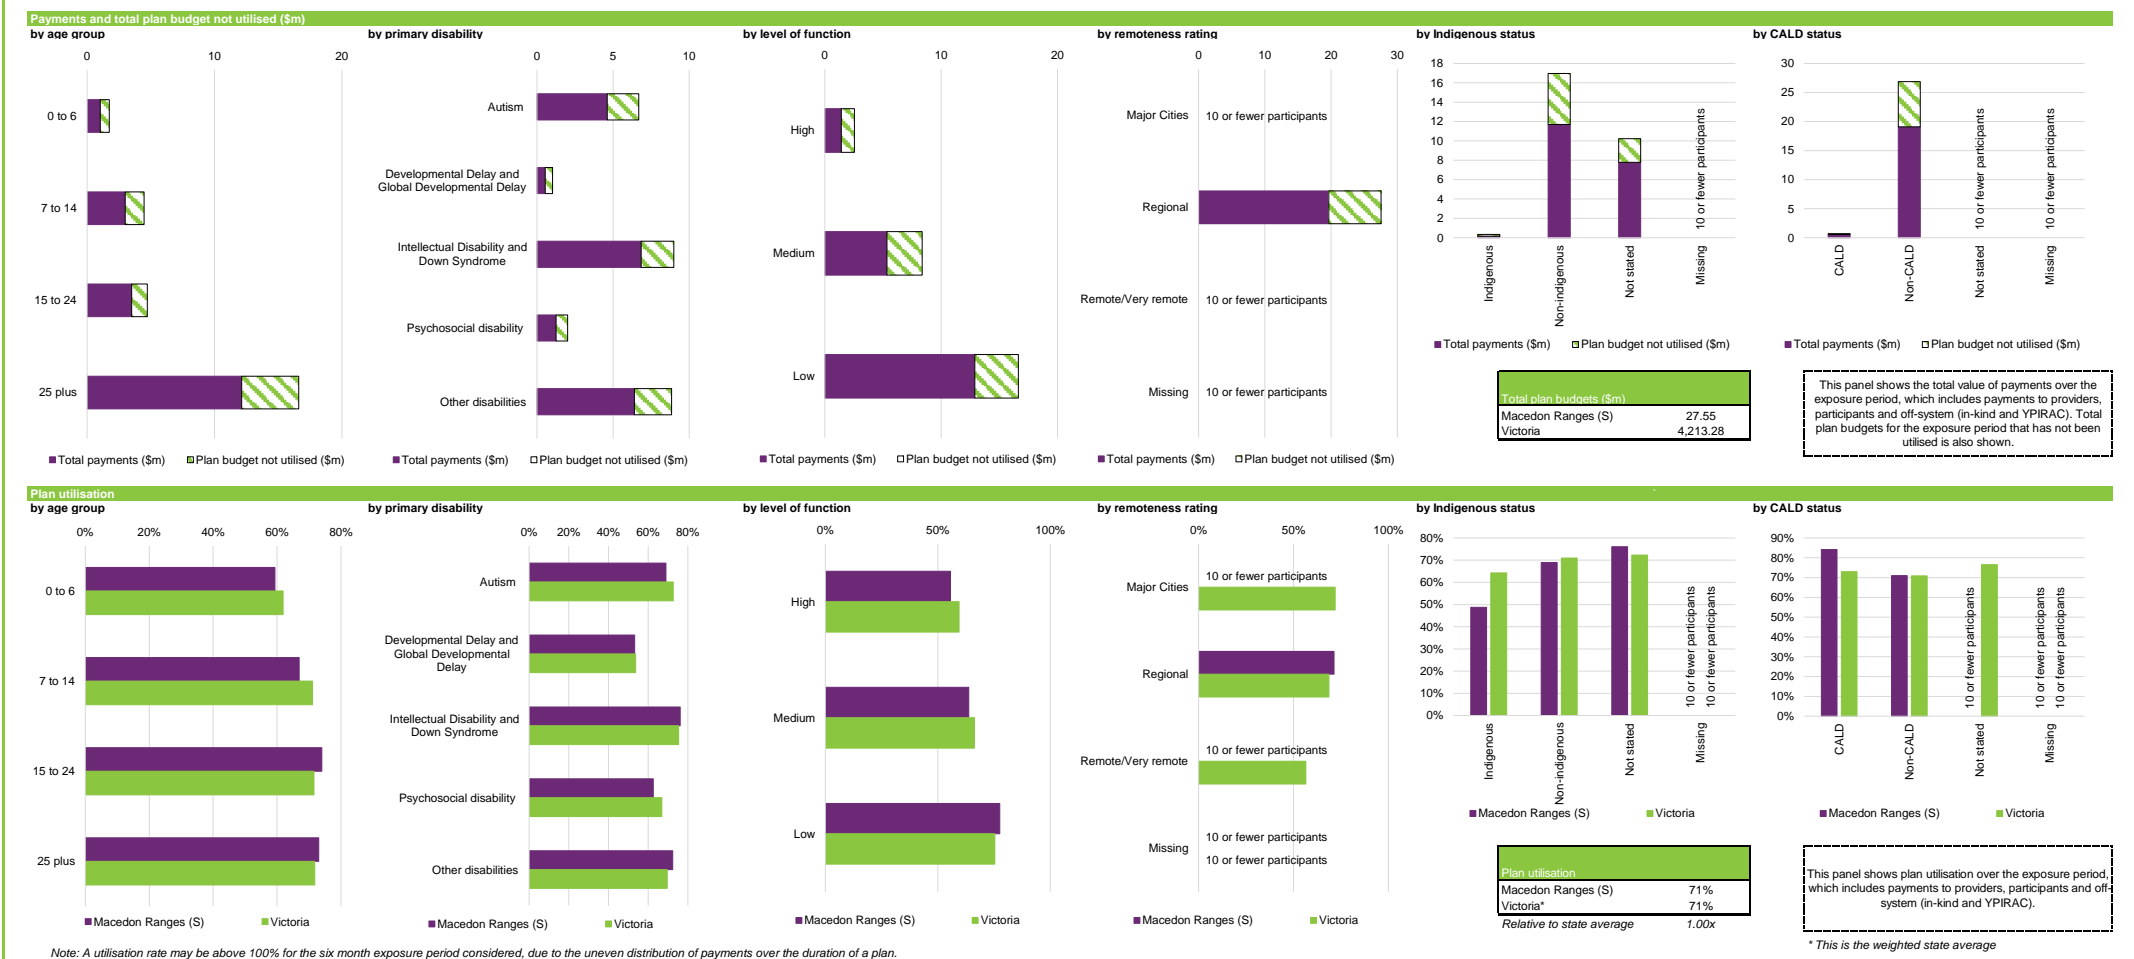 Payments and total plan budget not utilised ($m)
by age group
0 10 20
0 to 6
7 to 14
15 to 24
25 plus
Total payments ($m) Plan budget not utilised ($m)
by primary disability
0 5 10
Autism
Developmental Delay and
Global Developmental Delay
Intellectual Disability and
Down Syndrome
Psychosocial disability
Other disabilities
Total payments ($m) Plan budget not utilised ($m)
by level of function
0 10 20
High
Medium
Low
Total payments ($m) Plan budget not utilised ($m)
by remoteness rating
0 10 20 30
Major Cities 10 or fewer participants
Regional
Remote/Very remote 10 or fewer participants
Missing 10 or fewer participants
Total payments ($m) Plan budget not utilised ($m)
by Indigenous status
18
16
14
12
10
8
6
4
2
0
10 or fewer participants
Indigenous
Non-indigenous
Not stated
Missing
Total payments ($m) Plan budget not utilised ($m)
Total plan budgets ($m)
Macedon Ranges (S) 27.55
Victoria 4,213.28
by CALD status
30
25
20
15
10
5
0
10 or fewer participants
10 or fewer participants
CALD
Non-CALD
Not stated
Missing
Total payments ($m) Plan budget not utilised ($m)
This panel shows the total value of payments over the
exposure period, which includes payments to providers,
participants and off-system (in-kind and YPIRAC). Total
plan budgets for the exposure period that has not been
utilised is also shown.
Plan utilisation
by age group
0% 20% 40% 60% 80%
0 to 6
7 to 14
15 to 24
25 plus
Macedon Ranges (S) Victoria
by primary disability
0% 20% 40% 60% 80%
Autism
Developmental Delay and
Global Developmental
Delay
Intellectual Disability and
Down Syndrome
Psychosocial disability
Other disabilities
Macedon Ranges (S) Victoria
by level of function
0% 50% 100%
High
Medium
Low
Macedon Ranges (S) Victoria
by remoteness rating
0% 50% 100%
10 or fewer participants
Major Cities
Regional
10 or fewer participants
Remote/Very remote
10 or fewer participants
Missing
10 or fewer participants
Macedon Ranges (S) Victoria
by Indigenous status
80%
70%
60%
50%
40%
30%
20%
10%
0%
10 or fewer participants
10 or fewer participants
Indigenous
Non-indigenous
Not stated
Missing
Macedon Ranges (S) Victoria
Plan utilisation
Macedon Ranges (S) 71%
Victoria* 71%
Relative to state average 1.00x
by CALD status
90%
80%
70%
60%
50%
40%
30%
20%
10%
0%
10 or fewer participants
10 or fewer participants
10 or fewer participants
CALD
Non-CALD
Not stated
Missing
Macedon Ranges (S) Victoria
This panel shows plan utilisation over the exposure period,
which includes payments to providers, participants and off-
system (in-kind and YPIRAC).
* This is the weighted state average
Note: A utilisation rate may be above 100% for the six month exposure period considered, due to the uneven distribution of payments over the duration of a plan.